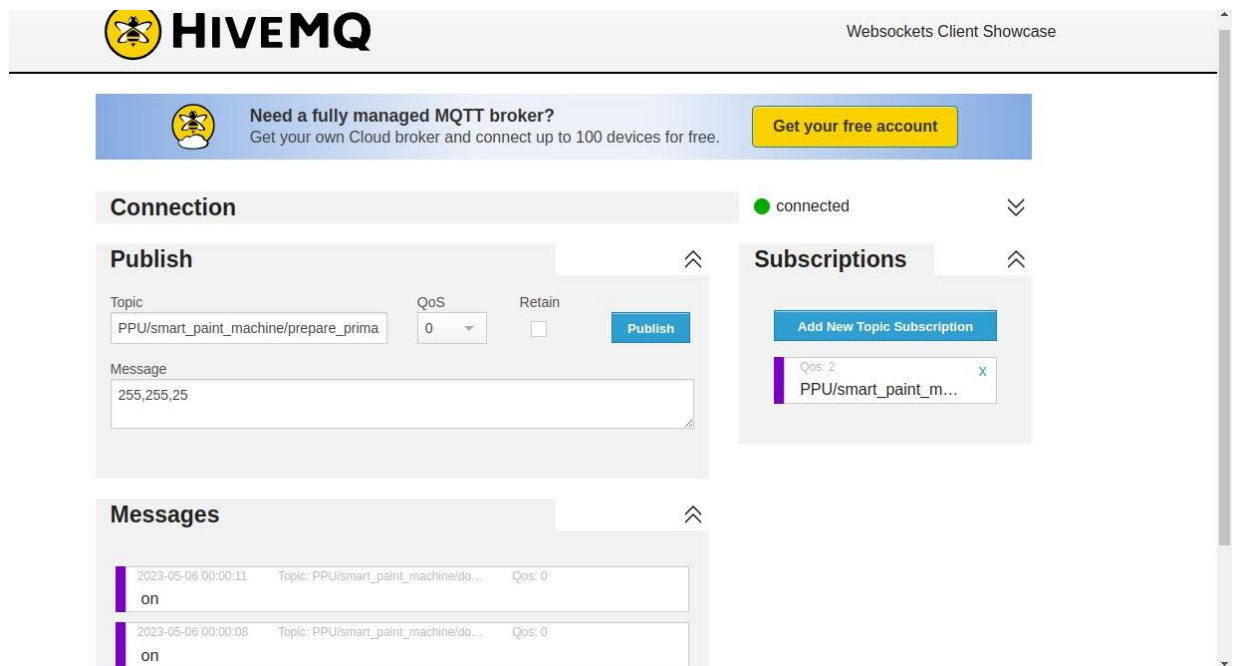 HIVEMQ
Websockets Client Showcase
Need a fully managed MQTT broker?
Get your own Cloud broker and connect up to 100 devices for free.
Get your free account
Connection
connected
Publish
Subscriptions
Topic QoS Retain
PPU/smart_paint_machine/prepare_prima 0 Publish
Add New Topic Subscription
Message
255,255,25
Qos: 2 X
PPU/smart_paint_m...
Messages
2023-05-06 00:00:11 Topic: PPU/smart_paint_machine/do... Qos: 0
on
2023-05-06 00:00:08 Topic: PPU/smart_paint_machine/do... Qos: 0
on